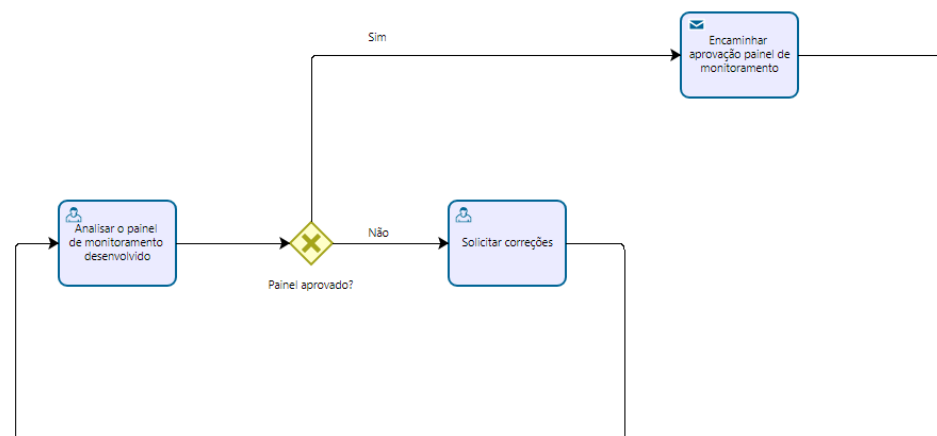 Sim
Encaminhar
aprovação painel de
monitoramento
Analisar o painel
de monitoramento
desenvolvido
Não
Solicitar correções
Painel aprovado?